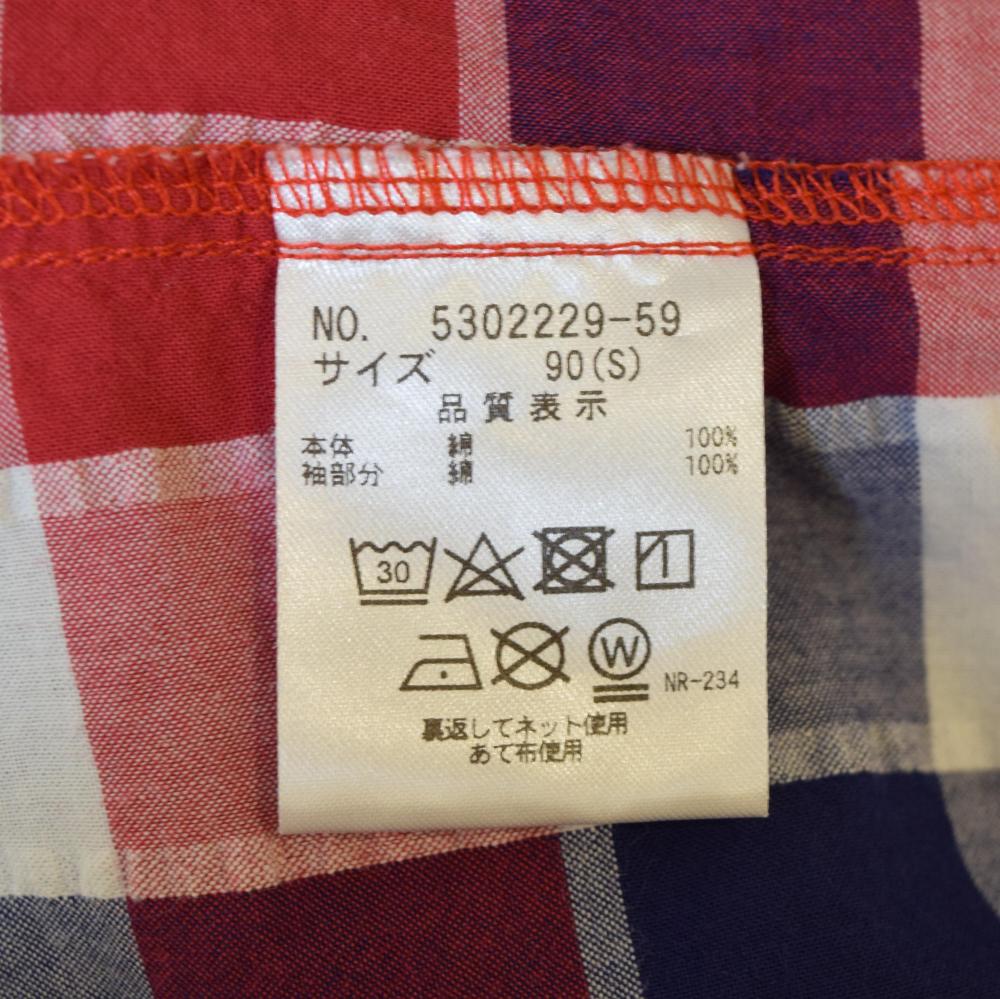 NO. 5302229-59
サイズ 90(S)
品質表示
本体 綿 100%
袖部分 綿 100%
30
W
NR-234
裏返してネット使用
あて布使用